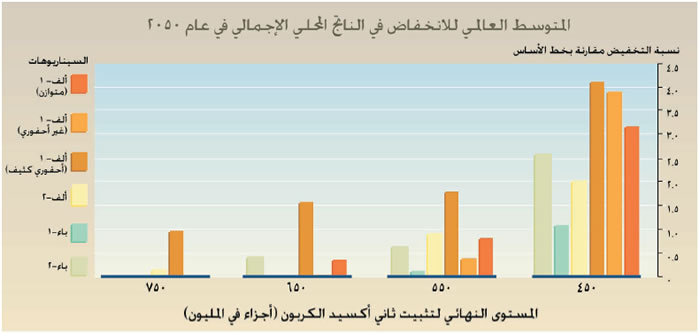 المتوسط العالمي للانخفاض في الناتج المحلي الإجمالي في عام ٢٠٥٠
نسبة التخفيض مقارنة بخط الأساس
٤.٥
٤.٠
٣.٥
٣.٠
٢.٥
٢.٠
١.٥
١.٠
٠.٥
٠
السيناريوهات
ألف-١
(متوازن)
ألف-١
(غير أحفوري)
ألف-١
(أحفوري كثيف)
ألف-٢
باء-١
باء-٢
٤٥٠
٥٥٠
٦٥٠
٧٥٠
المستوى النهائي لتثبيت ثاني أكسيد الكربون (أجزاء في المليون)